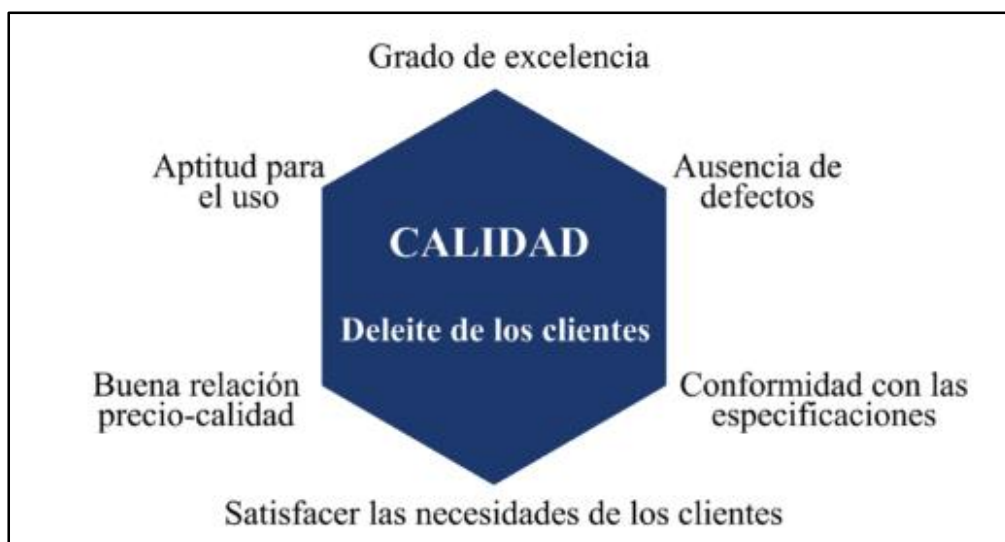 Grado de excelencia
Aptitud para
el uso
Ausencia de
defectos
CALIDAD
Deleite de los clientes
Buena relación
precio-calidad
Conformidad con las
especificaciones
Satisfacer las necesidades de los clientes